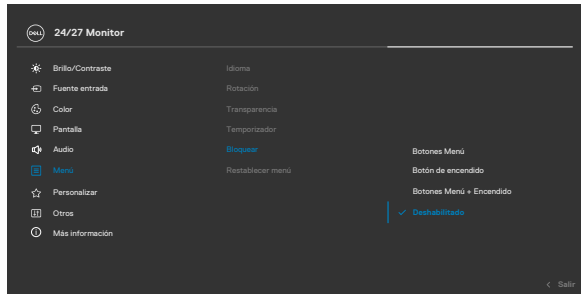 DELL 24/27 Monitor
Brillo/Contraste
Idioma
Fuente entrada
Rotación
Color
Transparencia
Pantalla
Temporizador
Audio
Bloquear
Botones Menú
Menú
Restablecer menú
Botón de encendido
Personalizar
Botones Menú + Encendido
Otros
Deshabilitado
Más información
Salir